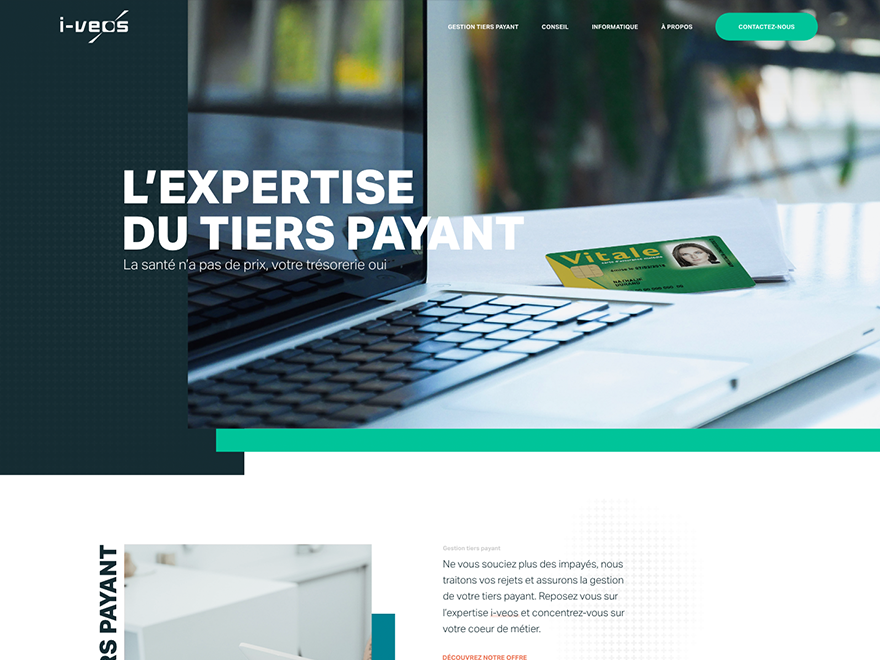 i-veos
GESTION TIERS PAYANT
CONSEIL
INFORMATIQUE
À PROPOS
CONTACTEZ-NOUS
L'EXPERTISE
DU TIERS PAYANT
La santé n'a pas de prix, votre trésorerie oui
Vitale
RS PAYANT
Gestion tiers payant
Ne vous souciez plus des impayés, nous
traitons vos rejets et assurons la gestion
de votre tiers payant. Reposez vous sur
l'expertise i-veos et concentrez-vous sur
votre coeur de métier.
DÉCOUVREZ NOTRE OFFRE